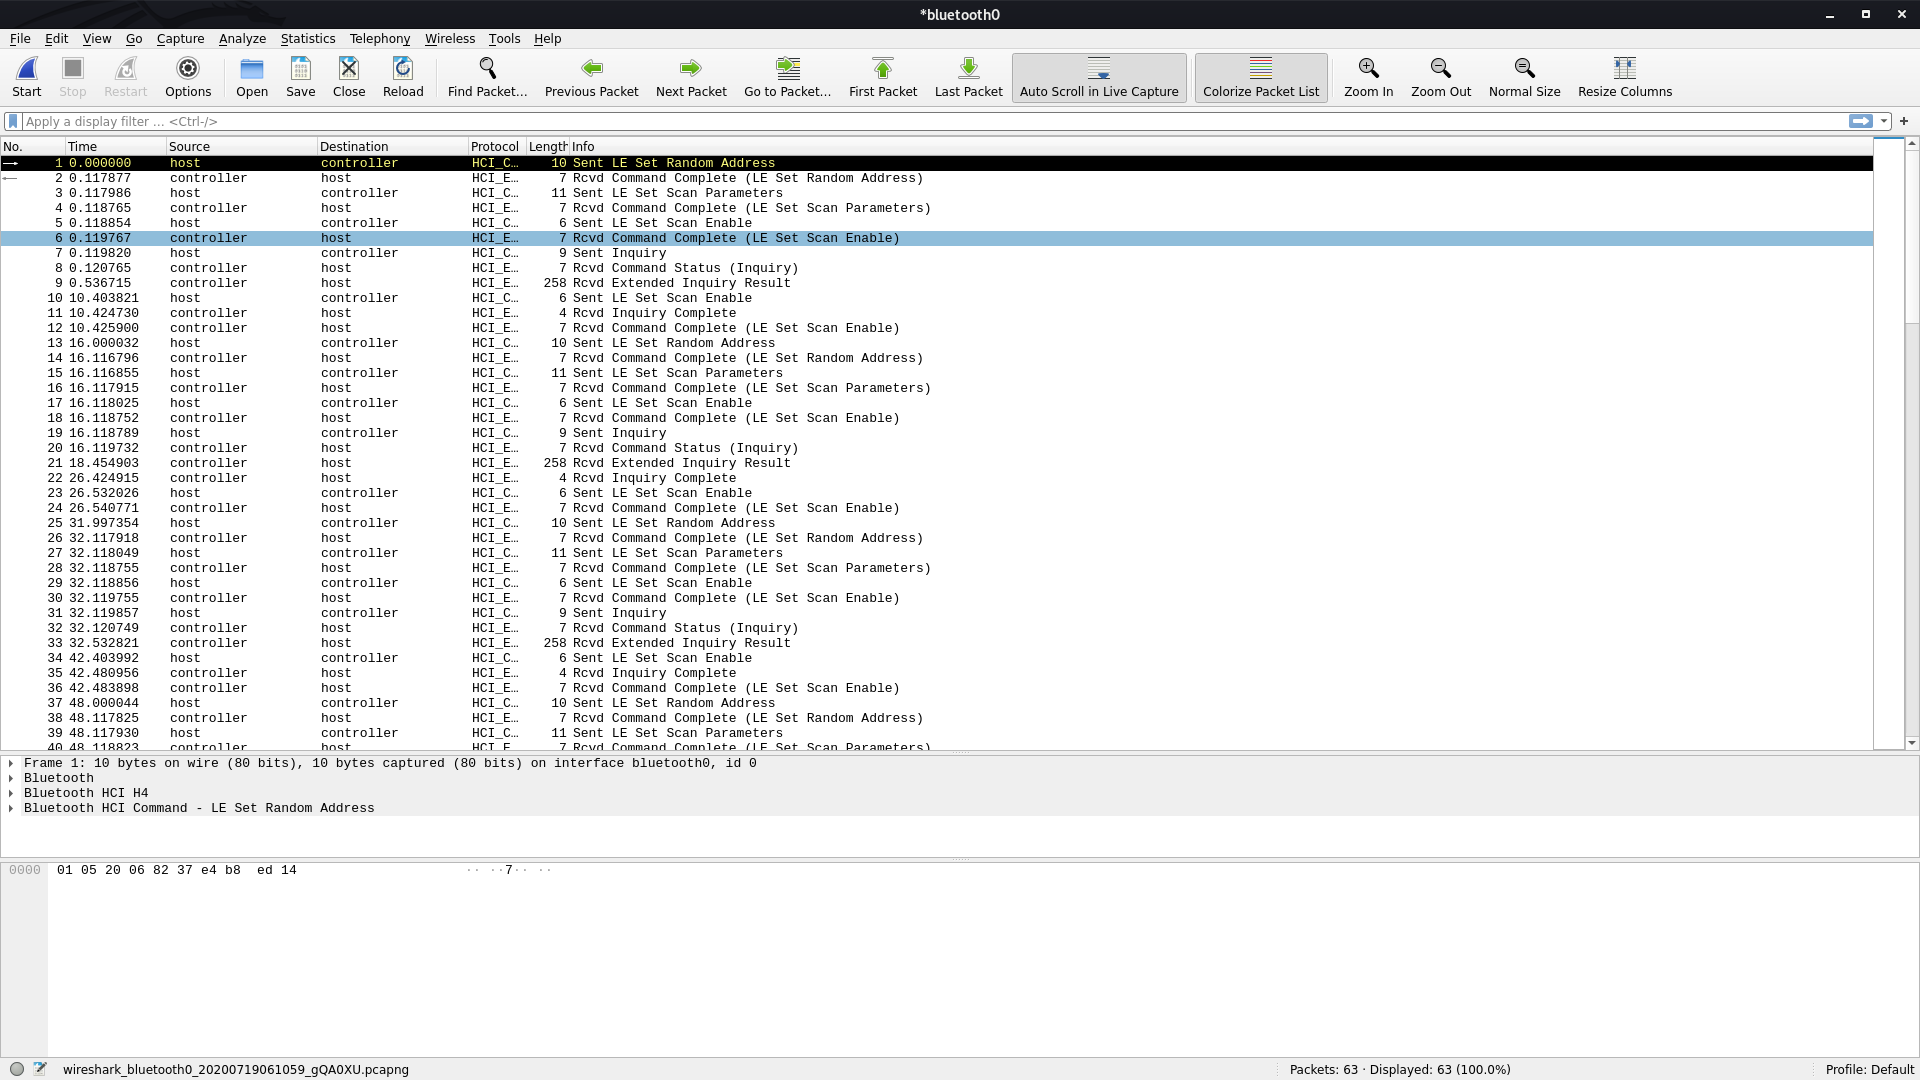 *bluetooth0
File Edit View Go Capture Analyze Statistics Telephony Wireless Tools Help
Start Stop Restart Options Open Save Close Reload Find Packet... Previous Packet Next Packet Go to Packet... First Packet Last Packet Auto Scroll in Live Capture Colorize Packet List Zoom In Zoom Out Normal Size Resize Columns
Apply a display filter ... <Ctrl-/> +
No. Time Source Destination Protocol Length Info
1 0.000000 host controller HCI_C… 10 Sent LE Set Random Address
2 0.117877 controller host HCI_E… 7 Rcvd Command Complete (LE Set Random Address)
3 0.117986 host controller HCI_C… 11 Sent LE Set Scan Parameters
4 0.118765 controller host HCI_E… 7 Rcvd Command Complete (LE Set Scan Parameters)
5 0.118854 host controller HCI_C… 6 Sent LE Set Scan Enable
6 0.119767 controller host HCI_E… 7 Rcvd Command Complete (LE Set Scan Enable)
7 0.119820 host controller HCI_C… 9 Sent Inquiry
8 0.120765 controller host HCI_E… 7 Rcvd Command Status (Inquiry)
9 0.536715 controller host HCI_E… 258 Rcvd Extended Inquiry Result
10 10.403821 host controller HCI_C… 6 Sent LE Set Scan Enable
11 10.424730 controller host HCI_E… 4 Rcvd Inquiry Complete
12 10.425900 controller host HCI_E… 7 Rcvd Command Complete (LE Set Scan Enable)
13 16.000032 host controller HCI_C… 10 Sent LE Set Random Address
14 16.116796 controller host HCI_E… 7 Rcvd Command Complete (LE Set Random Address)
15 16.116855 host controller HCI_C… 11 Sent LE Set Scan Parameters
16 16.117915 controller host HCI_E… 7 Rcvd Command Complete (LE Set Scan Parameters)
17 16.118025 host controller HCI_C… 6 Sent LE Set Scan Enable
18 16.118752 controller host HCI_E… 7 Rcvd Command Complete (LE Set Scan Enable)
19 16.118789 host controller HCI_C… 9 Sent Inquiry
20 16.119732 controller host HCI_E… 7 Rcvd Command Status (Inquiry)
21 18.454903 controller host HCI_E… 258 Rcvd Extended Inquiry Result
22 26.424915 controller host HCI_E… 4 Rcvd Inquiry Complete
23 26.532026 host controller HCI_C… 6 Sent LE Set Scan Enable
24 26.540771 controller host HCI_E… 7 Rcvd Command Complete (LE Set Scan Enable)
25 31.997354 host controller HCI_C… 10 Sent LE Set Random Address
26 32.117918 controller host HCI_E… 7 Rcvd Command Complete (LE Set Random Address)
27 32.118049 host controller HCI_C… 11 Sent LE Set Scan Parameters
28 32.118755 controller host HCI_E… 7 Rcvd Command Complete (LE Set Scan Parameters)
29 32.118856 host controller HCI_C… 6 Sent LE Set Scan Enable
30 32.119755 controller host HCI_E… 7 Rcvd Command Complete (LE Set Scan Enable)
31 32.119857 host controller HCI_C… 9 Sent Inquiry
32 32.120749 controller host HCI_E… 7 Rcvd Command Status (Inquiry)
33 32.532821 controller host HCI_E… 258 Rcvd Extended Inquiry Result
34 42.403992 host controller HCI_C… 6 Sent LE Set Scan Enable
35 42.480956 controller host HCI_E… 4 Rcvd Inquiry Complete
36 42.483898 controller host HCI_E… 7 Rcvd Command Complete (LE Set Scan Enable)
37 48.000044 host controller HCI_C… 10 Sent LE Set Random Address
38 48.117825 controller host HCI_E… 7 Rcvd Command Complete (LE Set Random Address)
39 48.117930 host controller HCI_C… 11 Sent LE Set Scan Parameters
40 48.118823 controller host HCI_E… 7 Rcvd Command Complete (LE Set Scan Parameters)
Frame 1: 10 bytes on wire (80 bits), 10 bytes captured (80 bits) on interface bluetooth0, id 0
Bluetooth
Bluetooth HCI H4
Bluetooth HCI Command - LE Set Random Address
0000 01 05 20 06 82 37 e4 b8 ed 14 ·· ··7·· ··
wireshark_bluetooth0_20200719061059_gQA0XU.pcapng Packets: 63 · Displayed: 63 (100.0%) Profile: Default